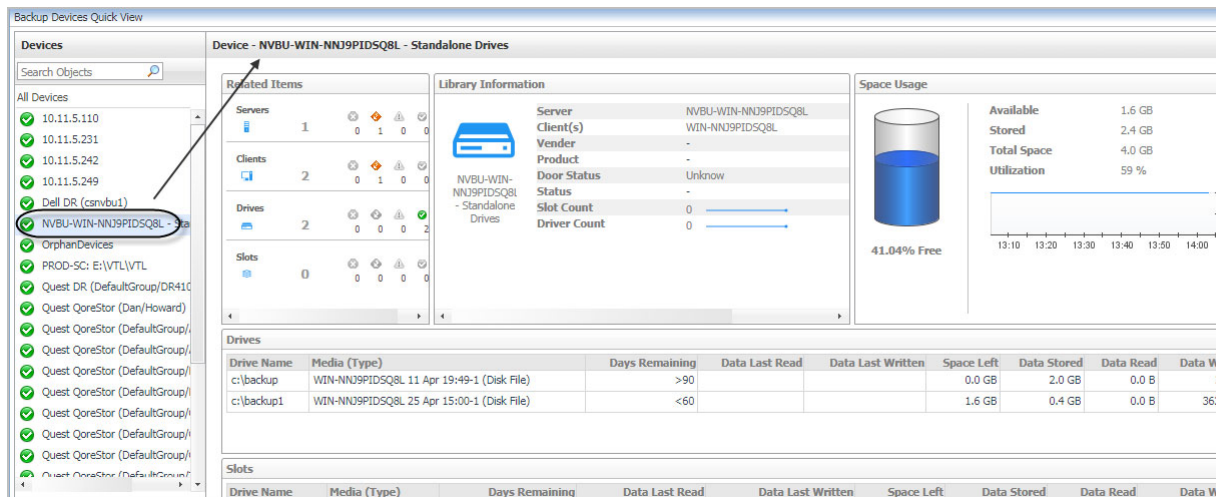 Backup Devices Quick View
Devices
Search Objects
All Devices
10.11.5.110
10.11.5.231
10.11.5.242
10.11.5.249
Dell DR (csnvbu1)
NVBU-WIN-NNJ9PIDSQ8L - Sta
OrphanDevices
PROD-SC: E:\VTL\VTL
Quest DR (DefaultGroup/DR410
Quest QoreStor (Dan/Howard)
Quest QoreStor (DefaultGroup/
Quest QoreStor (DefaultGroup/
Quest QoreStor (DefaultGroup/
Quest QoreStor (DefaultGroup/
Quest QoreStor (DefaultGroup/
Quest QoreStor (DefaultGroup/
Quest QoreStor (DefaultGroup/
Quest QoreStor (DefaultGroup/
Device - NVBU-WIN-NNJ9PIDSQ8L - Standalone Drives
Related Items
Servers
1 0 1 0 0
Clients
2 0 1 0 0
Drives
2 0 0 0 2
Slots
0 0 0 0 0
Library Information
NVBU-WIN-
NNJ9PIDSQ8L
- Standalone
Drives
Server NVBU-WIN-NNJ9PIDSQ8L
Client(s) WIN-NNJ9PIDSQ8L
Vender -
Product -
Door Status Unknow
Status -
Slot Count 0
Driver Count 0
Space Usage
41.04% Free
Available 1.6 GB
Stored 2.4 GB
Total Space 4.0 GB
Utilization 59 %
13:10 13:20 13:30 13:40 13:50 14:00
Drives
Drive Name Media (Type) Days Remaining Data Last Read Data Last Written Space Left Data Stored Data Read Data W
c:\backup WIN-NNJ9PIDSQ8L 11 Apr 19:49-1 (Disk File) >90 0.0 GB 2.0 GB 0.0 B
c:\backup1 WIN-NNJ9PIDSQ8L 25 Apr 15:00-1 (Disk File) <60 1.6 GB 0.4 GB 0.0 B 36
Slots
Drive Name Media (Type) Days Remaining Data Last Read Data Last Written Space Left Data Stored Data Read Data W